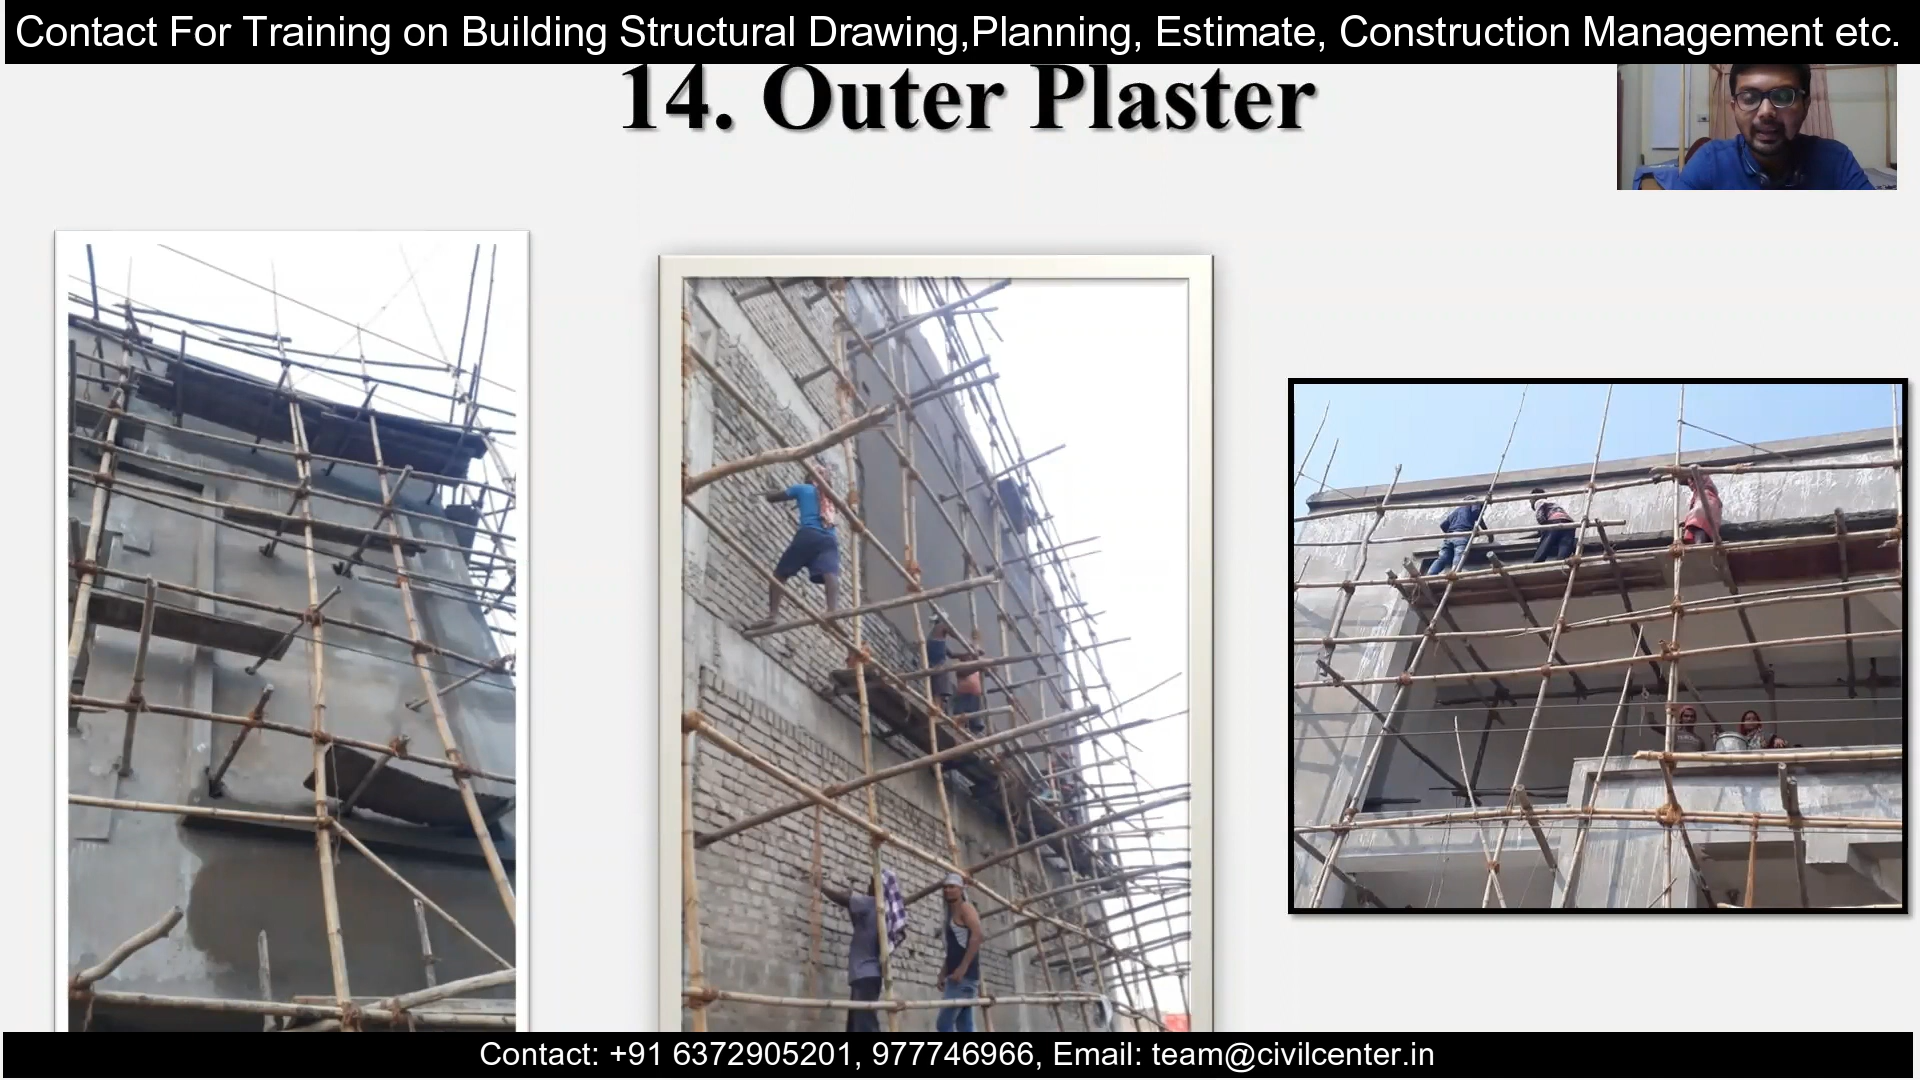 Contact For Training on Building Structural Drawing,Planning, Estimate, Construction Management etc.
14. Outer Plaster
Contact: +91 6372905201, 977746966, Email: team@civilcenter.in